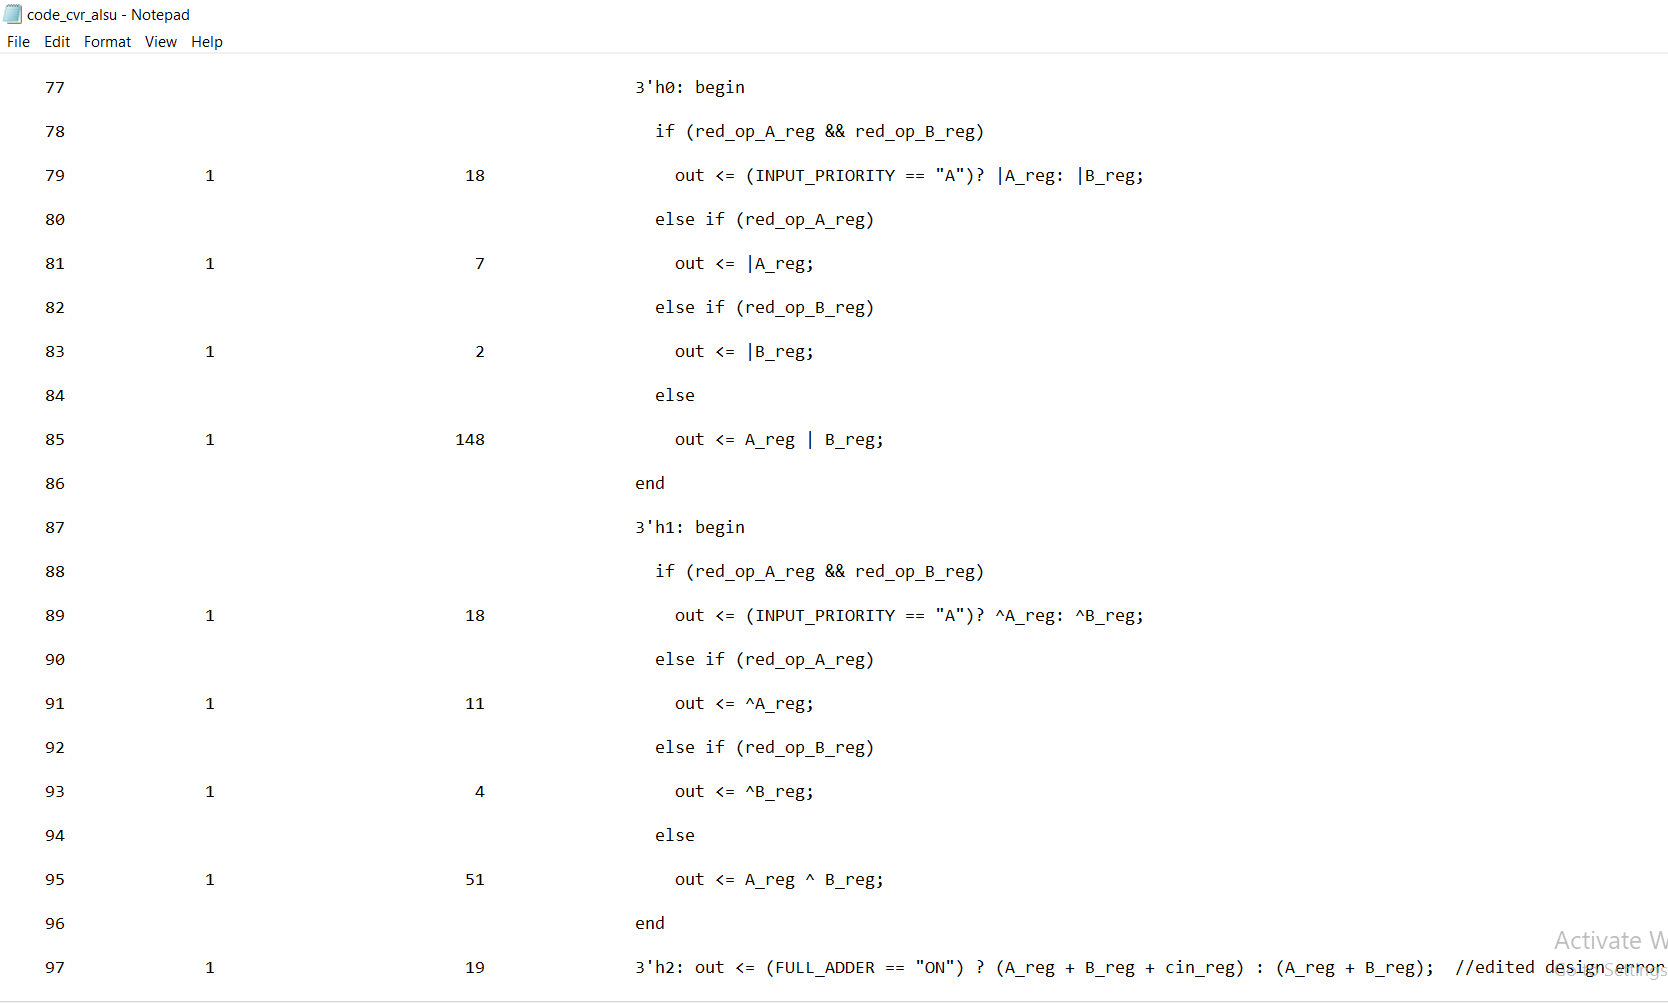 code_cvr_alsu - Notepad
File Edit Format View Help
77 3'h0: begin
78 if (red_op_A_reg && red_op_B_reg)
79 1 18 out <= (INPUT_PRIORITY == "A")? |A_reg: |B_reg;
80 else if (red_op_A_reg)
81 1 7 out <= |A_reg;
82 else if (red_op_B_reg)
83 1 2 out <= |B_reg;
84 else
85 1 148 out <= A_reg | B_reg;
86 end
87 3'h1: begin
88 if (red_op_A_reg && red_op_B_reg)
89 1 18 out <= (INPUT_PRIORITY == "A")? ^A_reg: ^B_reg;
90 else if (red_op_A_reg)
91 1 11 out <= ^A_reg;
92 else if (red_op_B_reg)
93 1 4 out <= ^B_reg;
94 else
95 1 51 out <= A_reg ^ B_reg;
96 end
Activate W
97 1 19 3'h2: out <= (FULL_ADDER == "ON") ? (A_reg + B_reg + cin_reg) : (A_reg + B_reg); //edited design error
Go to Settings